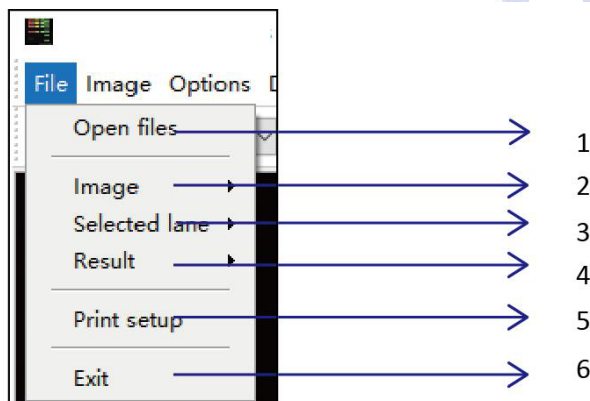 File Image Options
Open files 1
Image 2
Selected lane 3
Result 4
Print setup 5
Exit 6